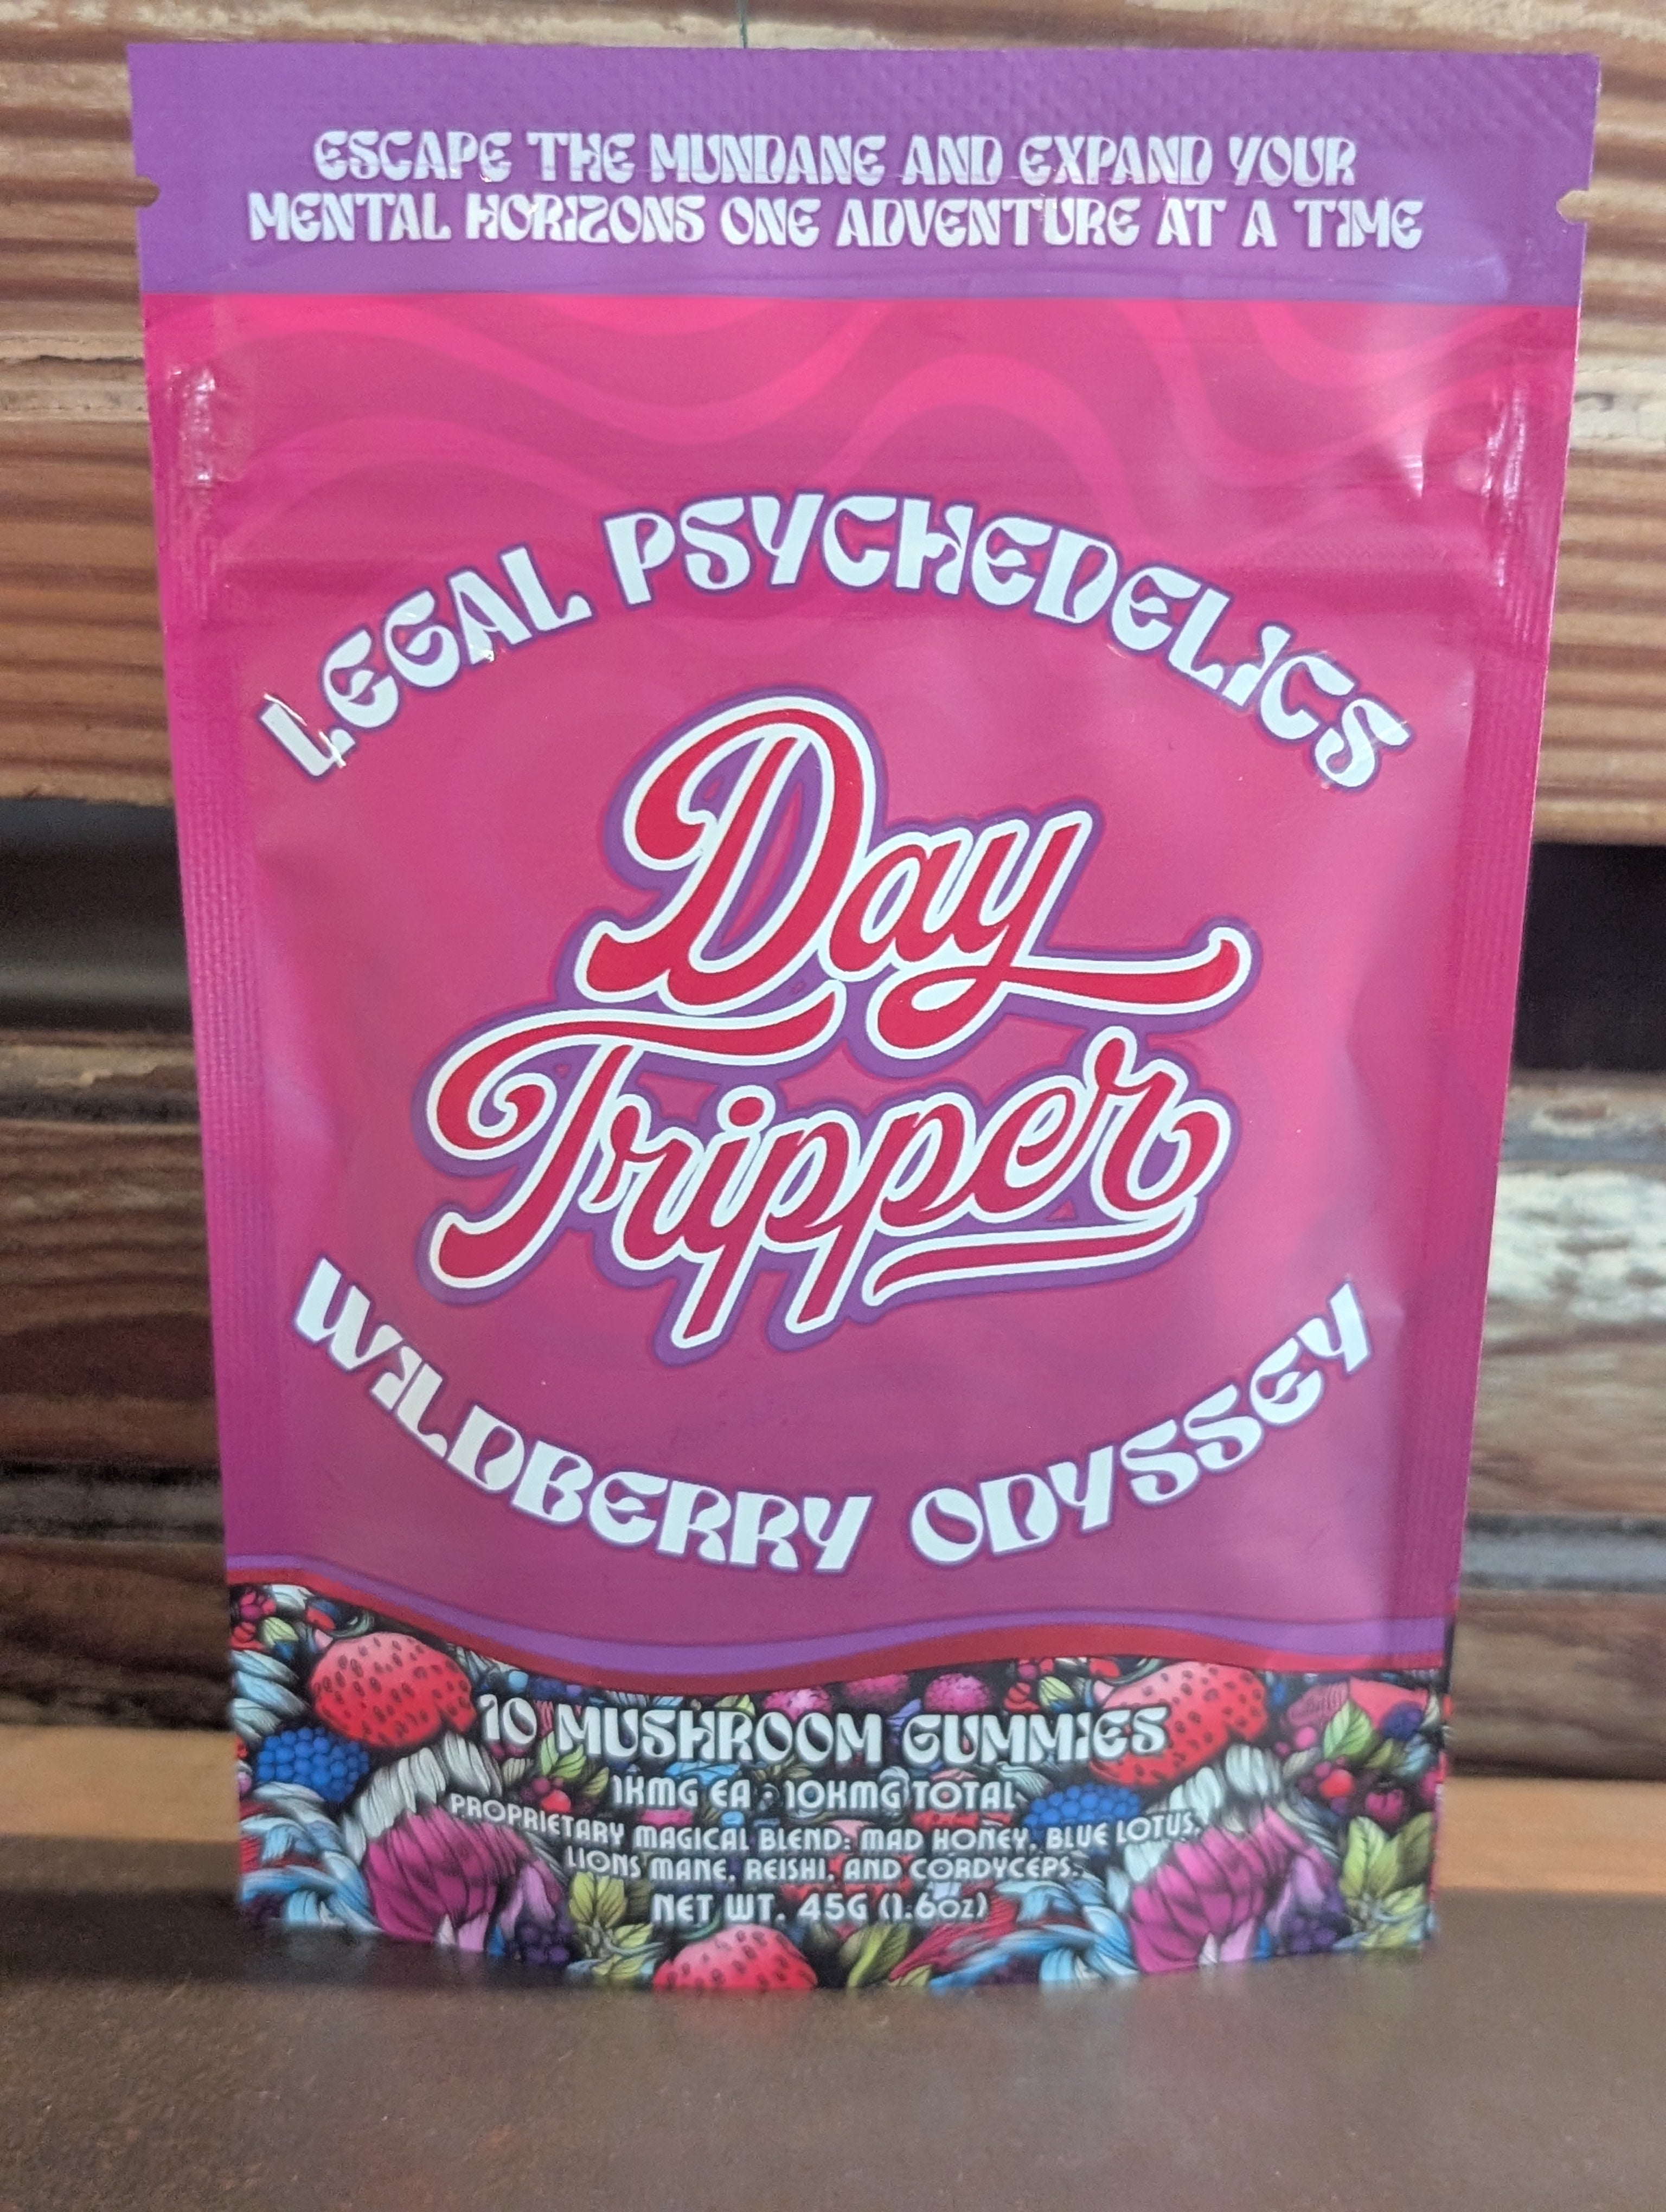 ESCAPE THE MUNDANE AND EXPAND YOUR
MENTAL HORIZONS ONE ADVENTURE AT A TIME
LEGAL PSYCHEDELICS
Day
Tripper
WILDBERRY ODYSSEY
10 MUSHROOM GUMMIES
1KMG EA · 10KMG TOTAL
PROPRIETARY MAGICAL BLEND: MAD HONEY, BLUE LOTUS,
LIONS MANE, REISHI, AND CORDYCEPS.
NET WT. 45G (1.6OZ)